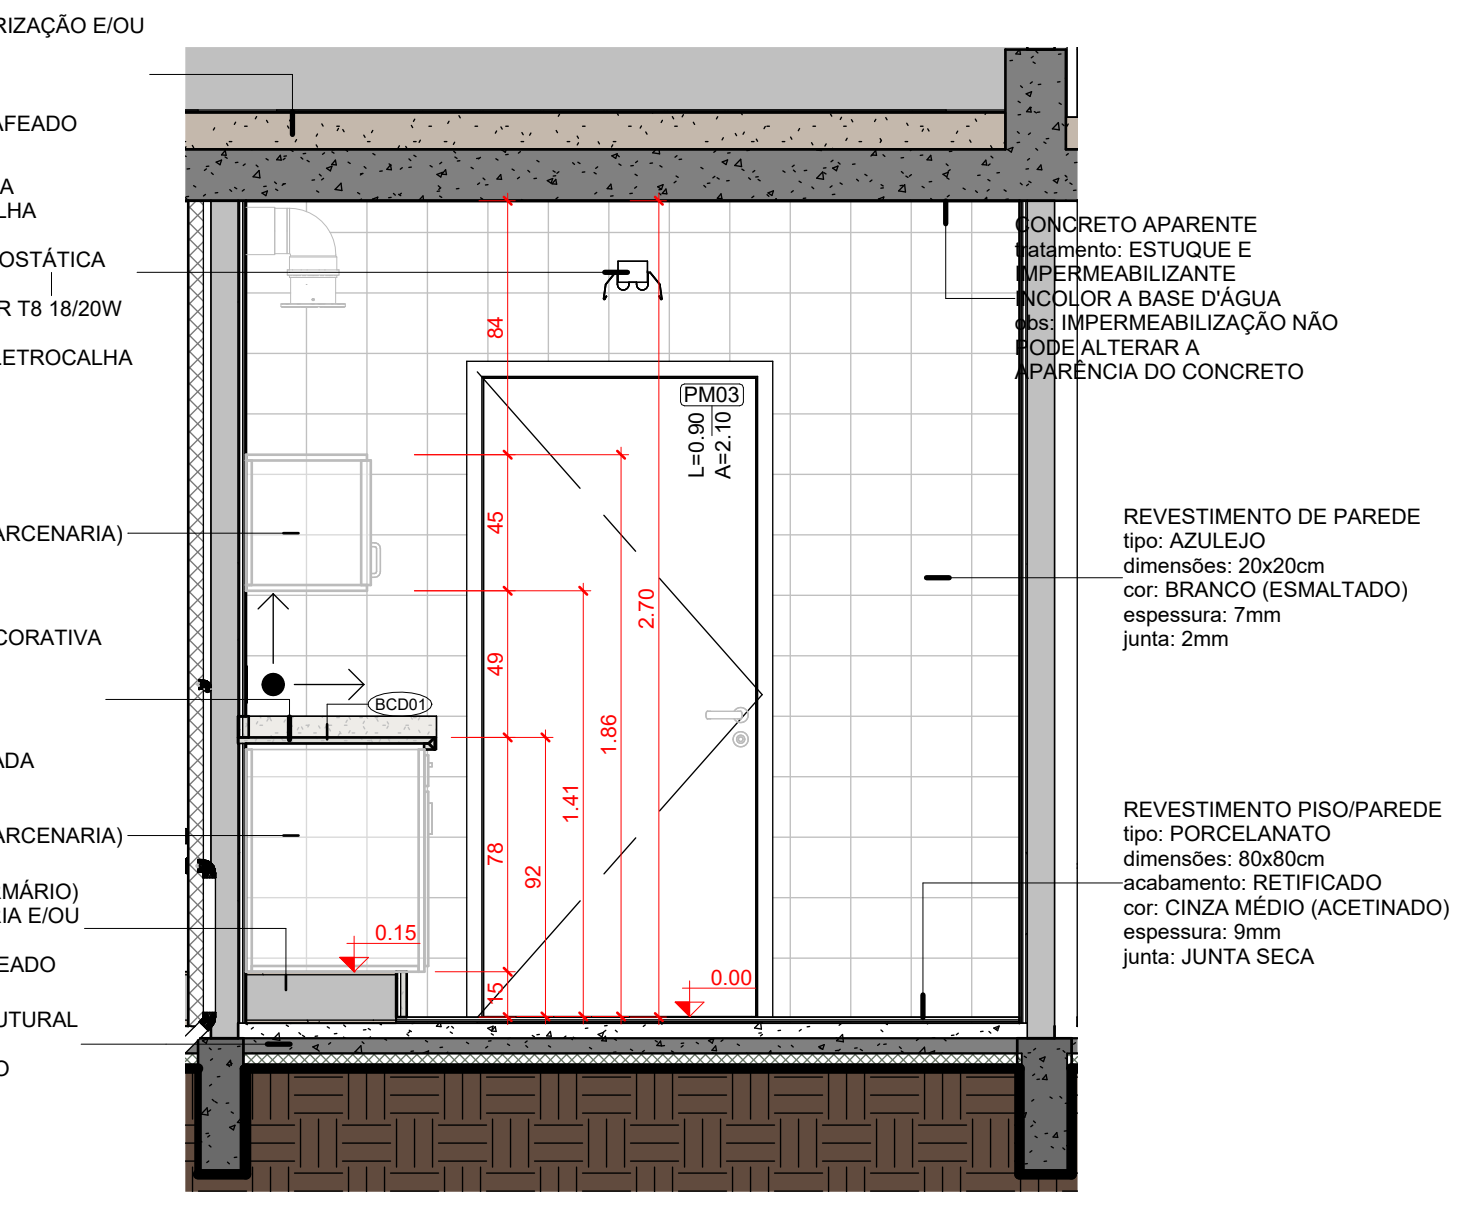 RIZAÇÃO E/OU
AFEADO
A
LHA
OSTÁTICA
R T8 18/20W
LETROCALHA
ARCENARIA)
CORATIVA
ADA
ARCENARIA)
RMÁRIO)
RIA E/OU
EADO
UTURAL
O
84
45
49
78
15
92
1.41
1.86
2.70
PM03
L=0.90
A=2.10
BCD01
0.15
0.00
CONCRETO APARENTE
tratamento: ESTUQUE E
IMPERMEABILIZANTE
INCOLOR A BASE D'ÁGUA
obs: IMPERMEABILIZAÇÃO NÃO
PODE ALTERAR A
APARÊNCIA DO CONCRETO
REVESTIMENTO DE PAREDE
tipo: AZULEJO
dimensões: 20x20cm
cor: BRANCO (ESMALTADO)
espessura: 7mm
junta: 2mm
REVESTIMENTO PISO/PAREDE
tipo: PORCELANATO
dimensões: 80x80cm
acabamento: RETIFICADO
cor: CINZA MÉDIO (ACETINADO)
espessura: 9mm
junta: JUNTA SECA